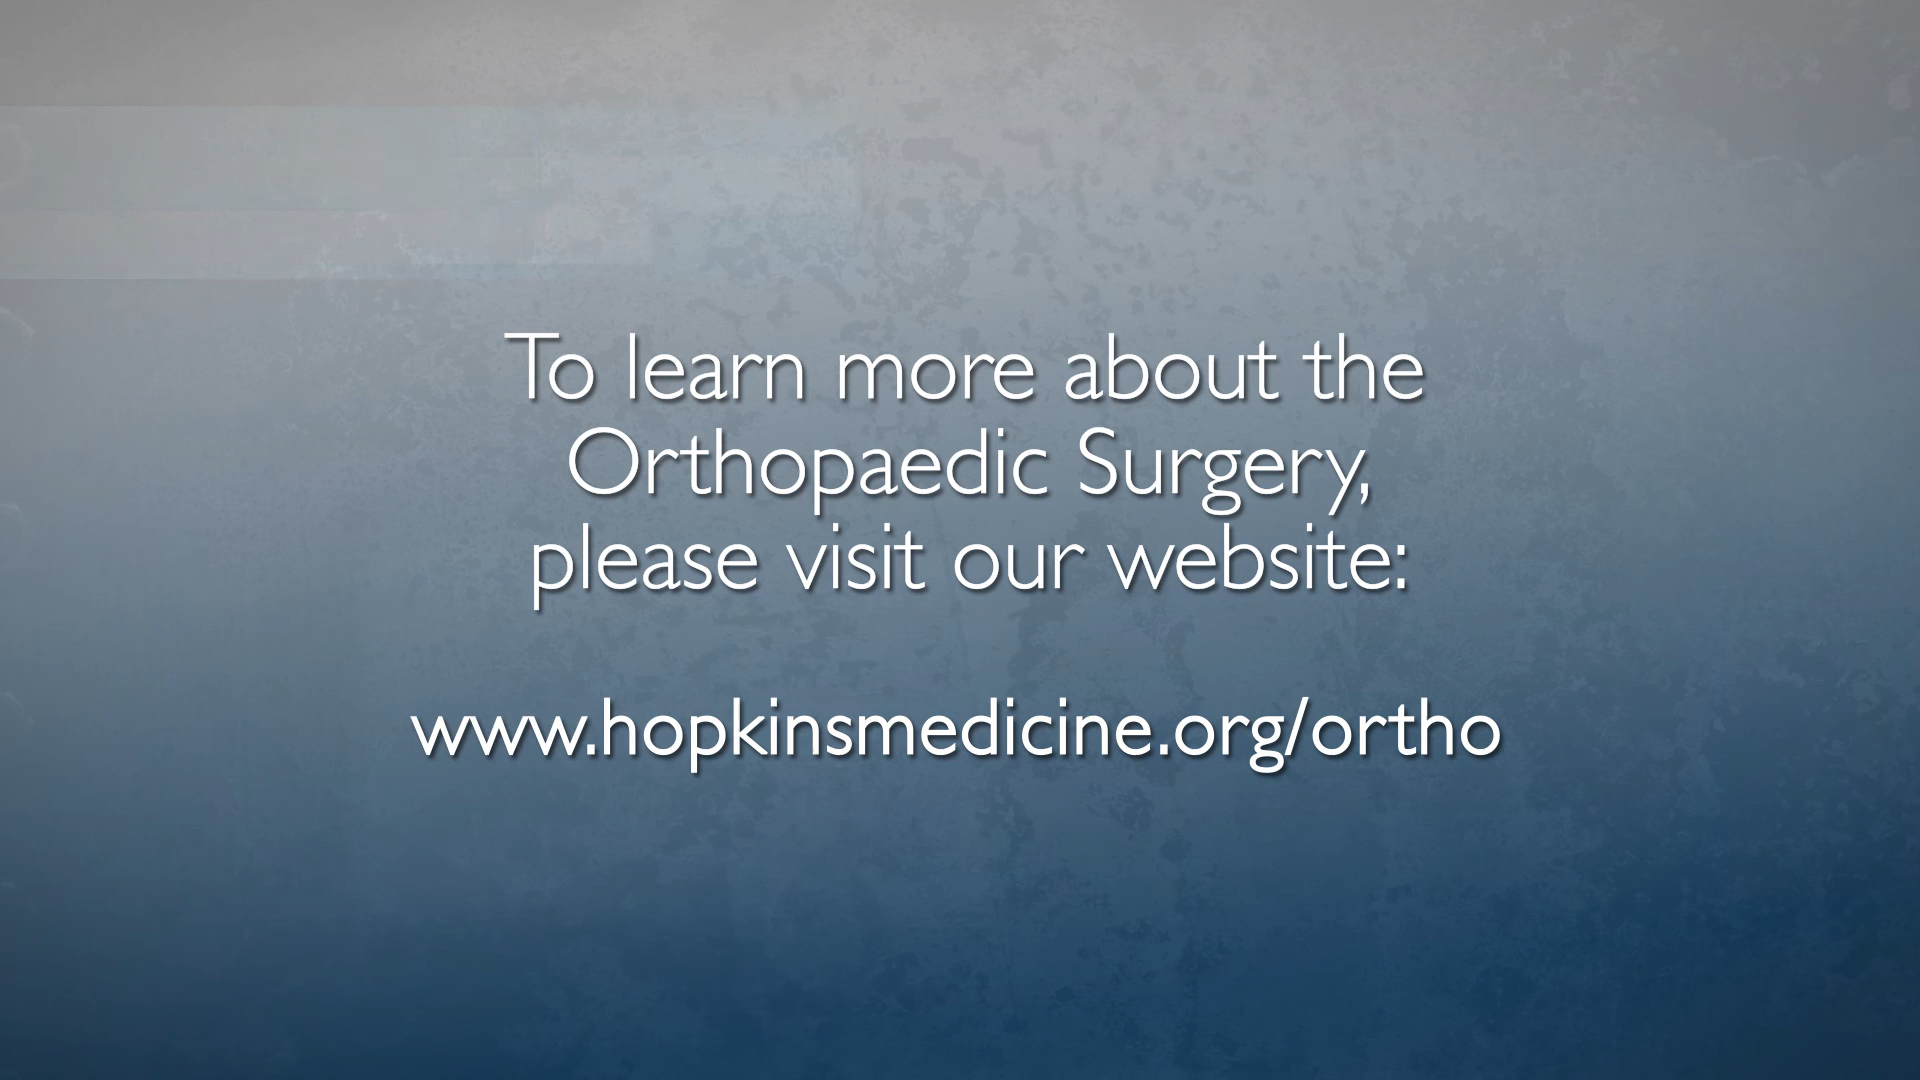 To learn more about the
Orthopaedic Surgery,
please visit our website:
www.hopkinsmedicine.org/ortho